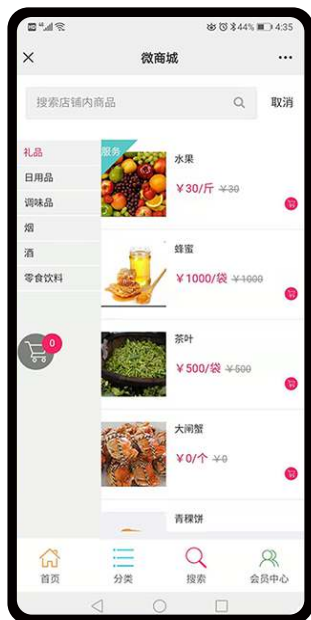 44% 4:35
微商城
搜索店铺内商品
取消
礼品
日用品
调味品
烟
酒
零食饮料
0
服务
水果
￥30/斤 ￥30
蜂蜜
￥1000/袋 ￥1000
茶叶
￥500/袋 ￥500
大闸蟹
￥0/个 ￥0
青稞饼
首页
分类
搜索
会员中心